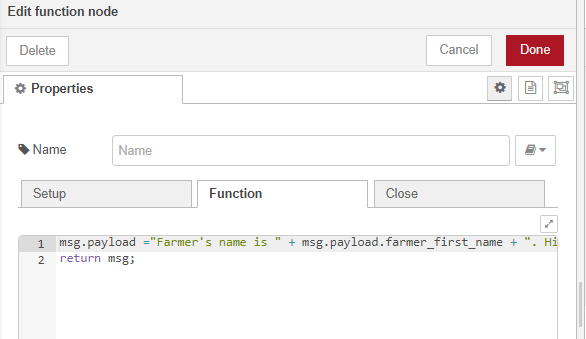 Edit function node
Delete
Cancel
Done
Properties
Name
Name
Setup
Function
Close
1 msg.payload ="Farmer's name is " + msg.payload.farmer_first_name + ". Hi
2 return msg;